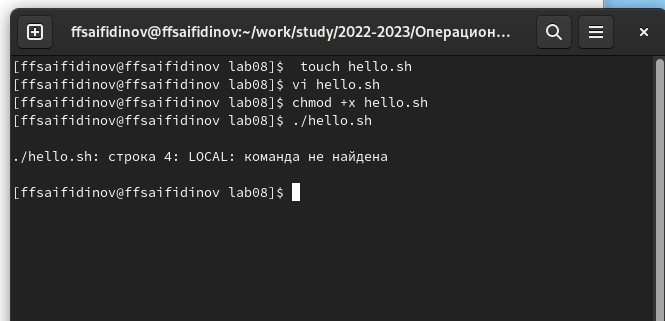 ffsaifidinov@ffsaifidinov:~/work/study/2022-2023/Операцион...
[ffsaifidinov@ffsaifidinov lab08]$  touch hello.sh
[ffsaifidinov@ffsaifidinov lab08]$ vi hello.sh
[ffsaifidinov@ffsaifidinov lab08]$ chmod +x hello.sh
[ffsaifidinov@ffsaifidinov lab08]$ ./hello.sh
./hello.sh: строка 4: LOCAL: команда не найдена
[ffsaifidinov@ffsaifidinov lab08]$